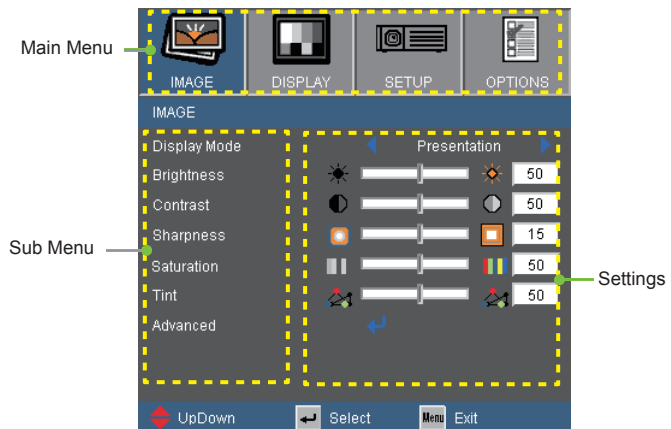 Main Menu
IMAGE DISPLAY SETUP OPTIONS
IMAGE
Display Mode Presentation
Brightness 50
Contrast 50
Sharpness 15
Sub Menu
Saturation 50
Settings
Tint 50
Advanced
UpDown Select Menu Exit